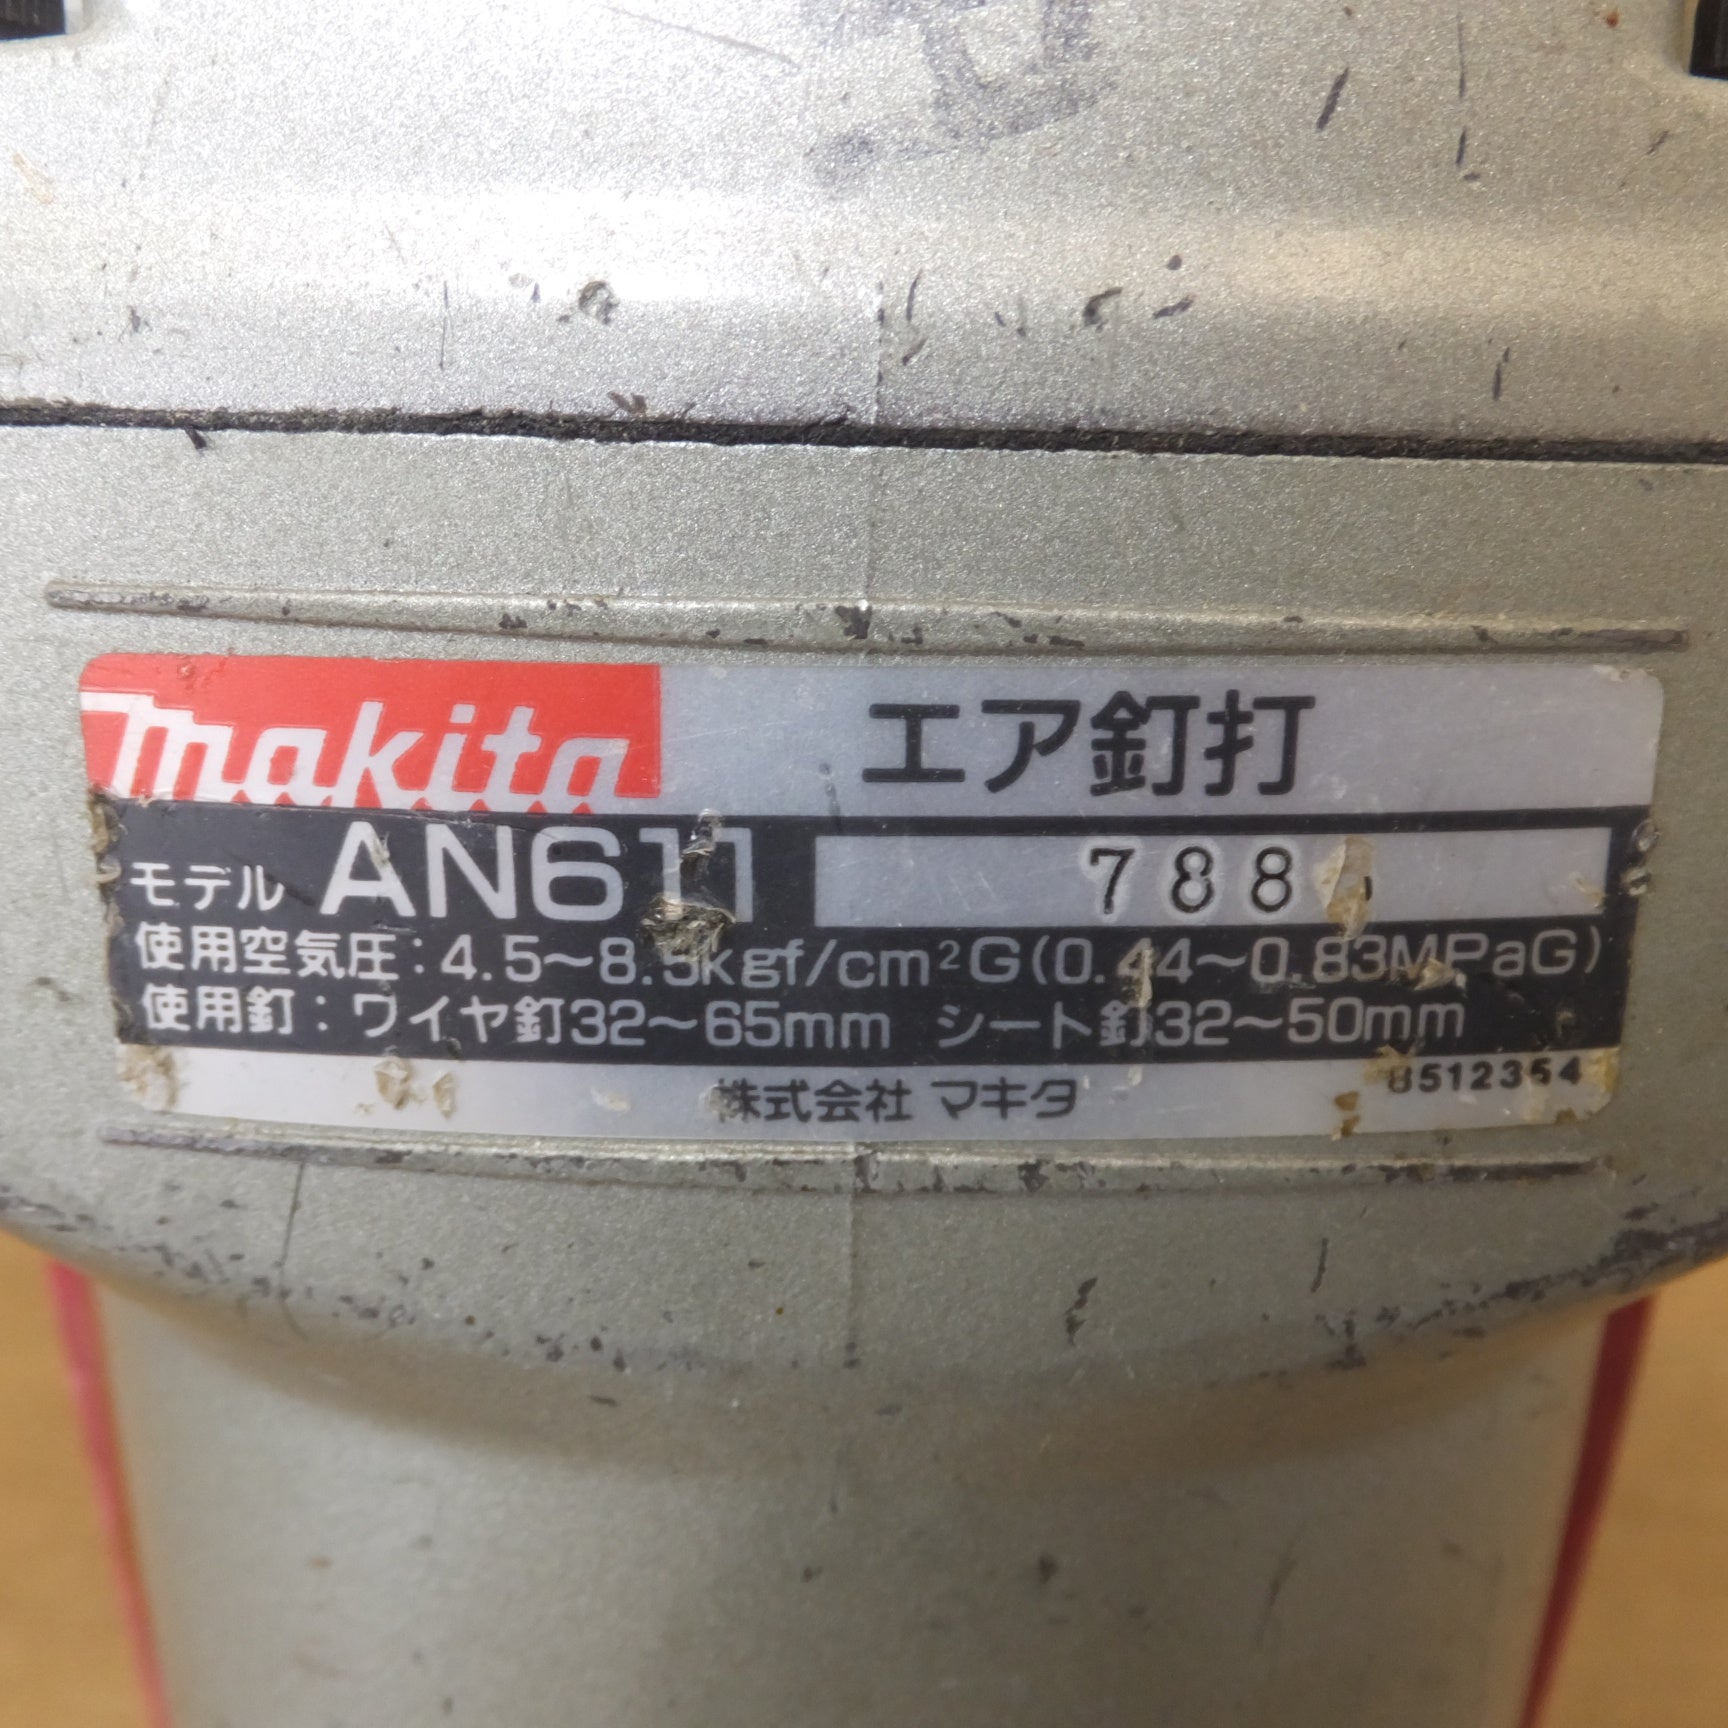 makita エア釘打
モデル AN611 788
使用空気圧：4.5～8.5kgf/cm²G(0.44～0.83MPaG)
使用釘：ワイヤ釘32～65mm シート釘32～50mm
株式会社 マキタ
8512354